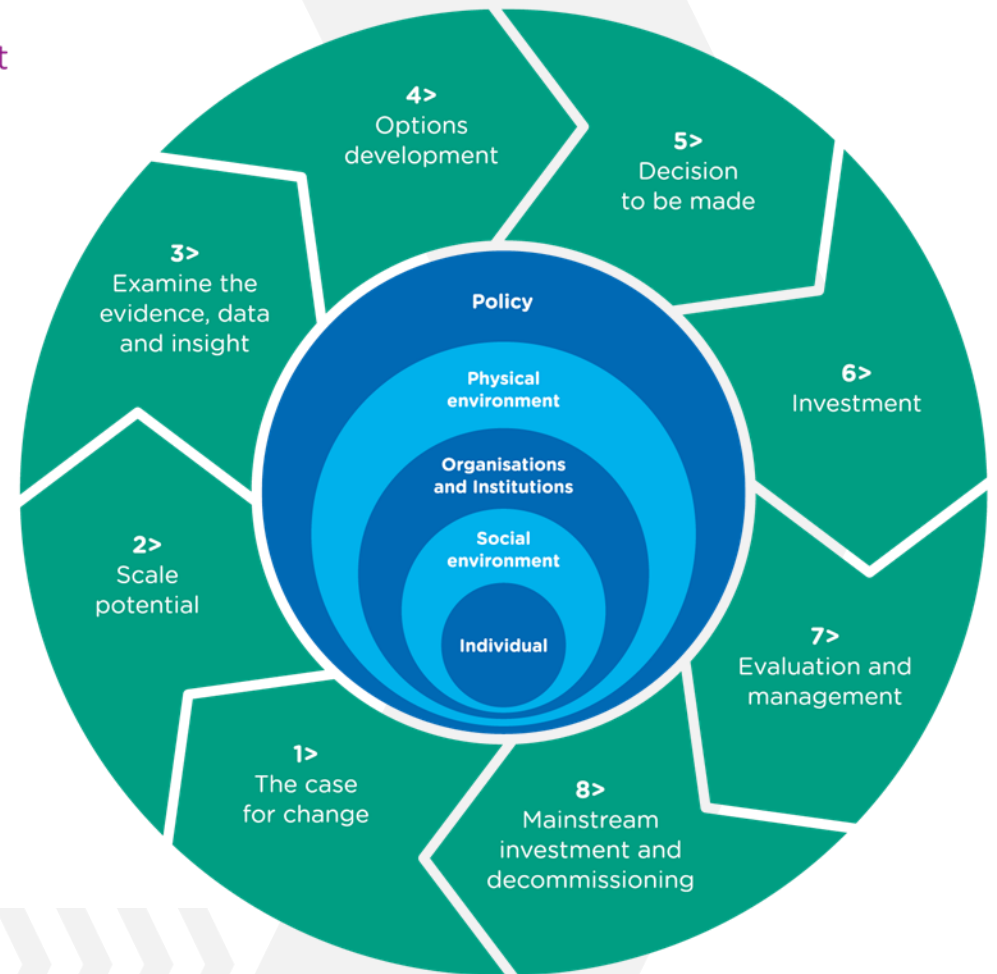 t
1>
The case
for change
2>
Scale
potential
3>
Examine the
evidence, data
and insight
4>
Options
development
5>
Decision
to be made
6>
Investment
7>
Evaluation and
management
8>
Mainstream
investment and
decommissioning
Policy
Physical
environment
Organisations
and Institutions
Social
environment
Individual